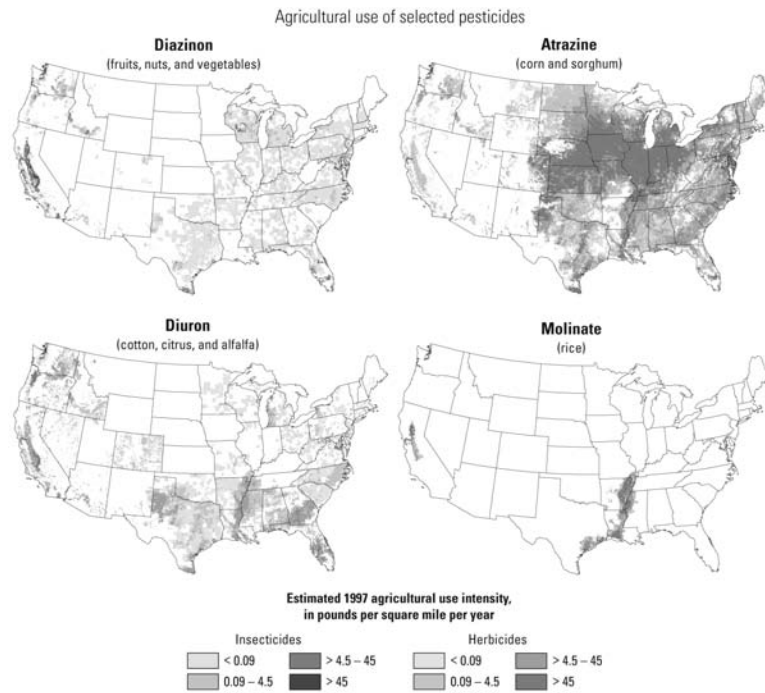 Agricultural use of selected pesticides
Diazinon
(fruits, nuts, and vegetables)
Atrazine
(corn and sorghum)
Diuron
(cotton, citrus, and alfalfa)
Molinate
(rice)
Estimated 1997 agricultural use intensity,
in pounds per square mile per year
Insecticides
< 0.09
> 4.5 – 45
0.09 – 4.5
> 45
Herbicides
< 0.09
> 4.5 – 45
0.09 – 4.5
> 45